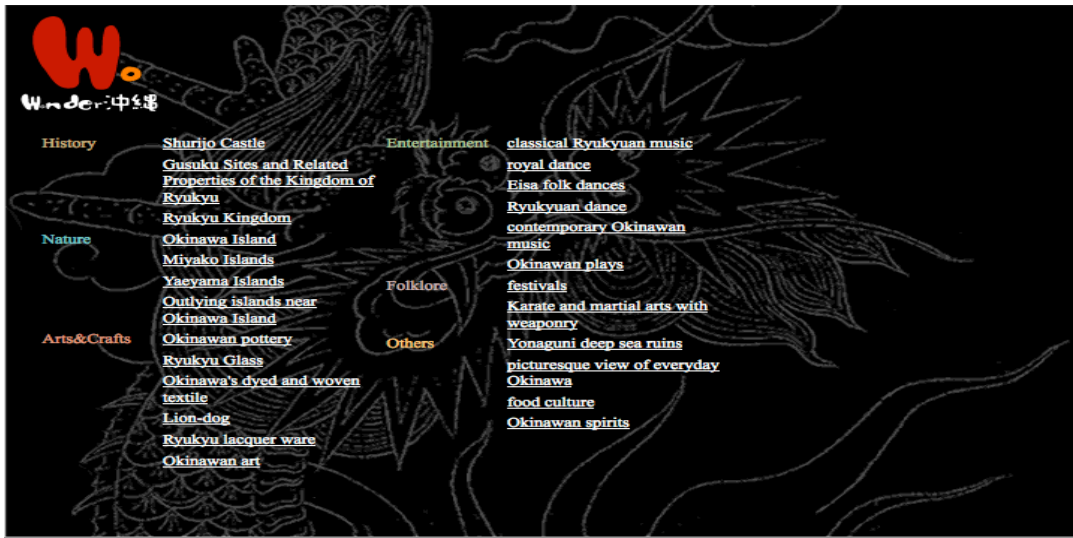 Wo
Wonder沖縄
History
Shurijo Castle
Gusuku Sites and Related
Properties of the Kingdom of
Ryukyu
Ryukyu Kingdom
Nature
Okinawa Island
Miyako Islands
Yaeyama Islands
Outlying islands near
Okinawa Island
Arts&Crafts
Okinawan pottery
Ryukyu Glass
Okinawa's dyed and woven
textile
Lion-dog
Ryukyu lacquer ware
Okinawan art
Entertainment
classical Ryukyuan music
royal dance
Eisa folk dances
Ryukyuan dance
contemporary Okinawan
music
Okinawan plays
Folklore
festivals
Karate and martial arts with
weaponry
Others
Yonaguni deep sea ruins
picturesque view of everyday
Okinawa
food culture
Okinawan spirits